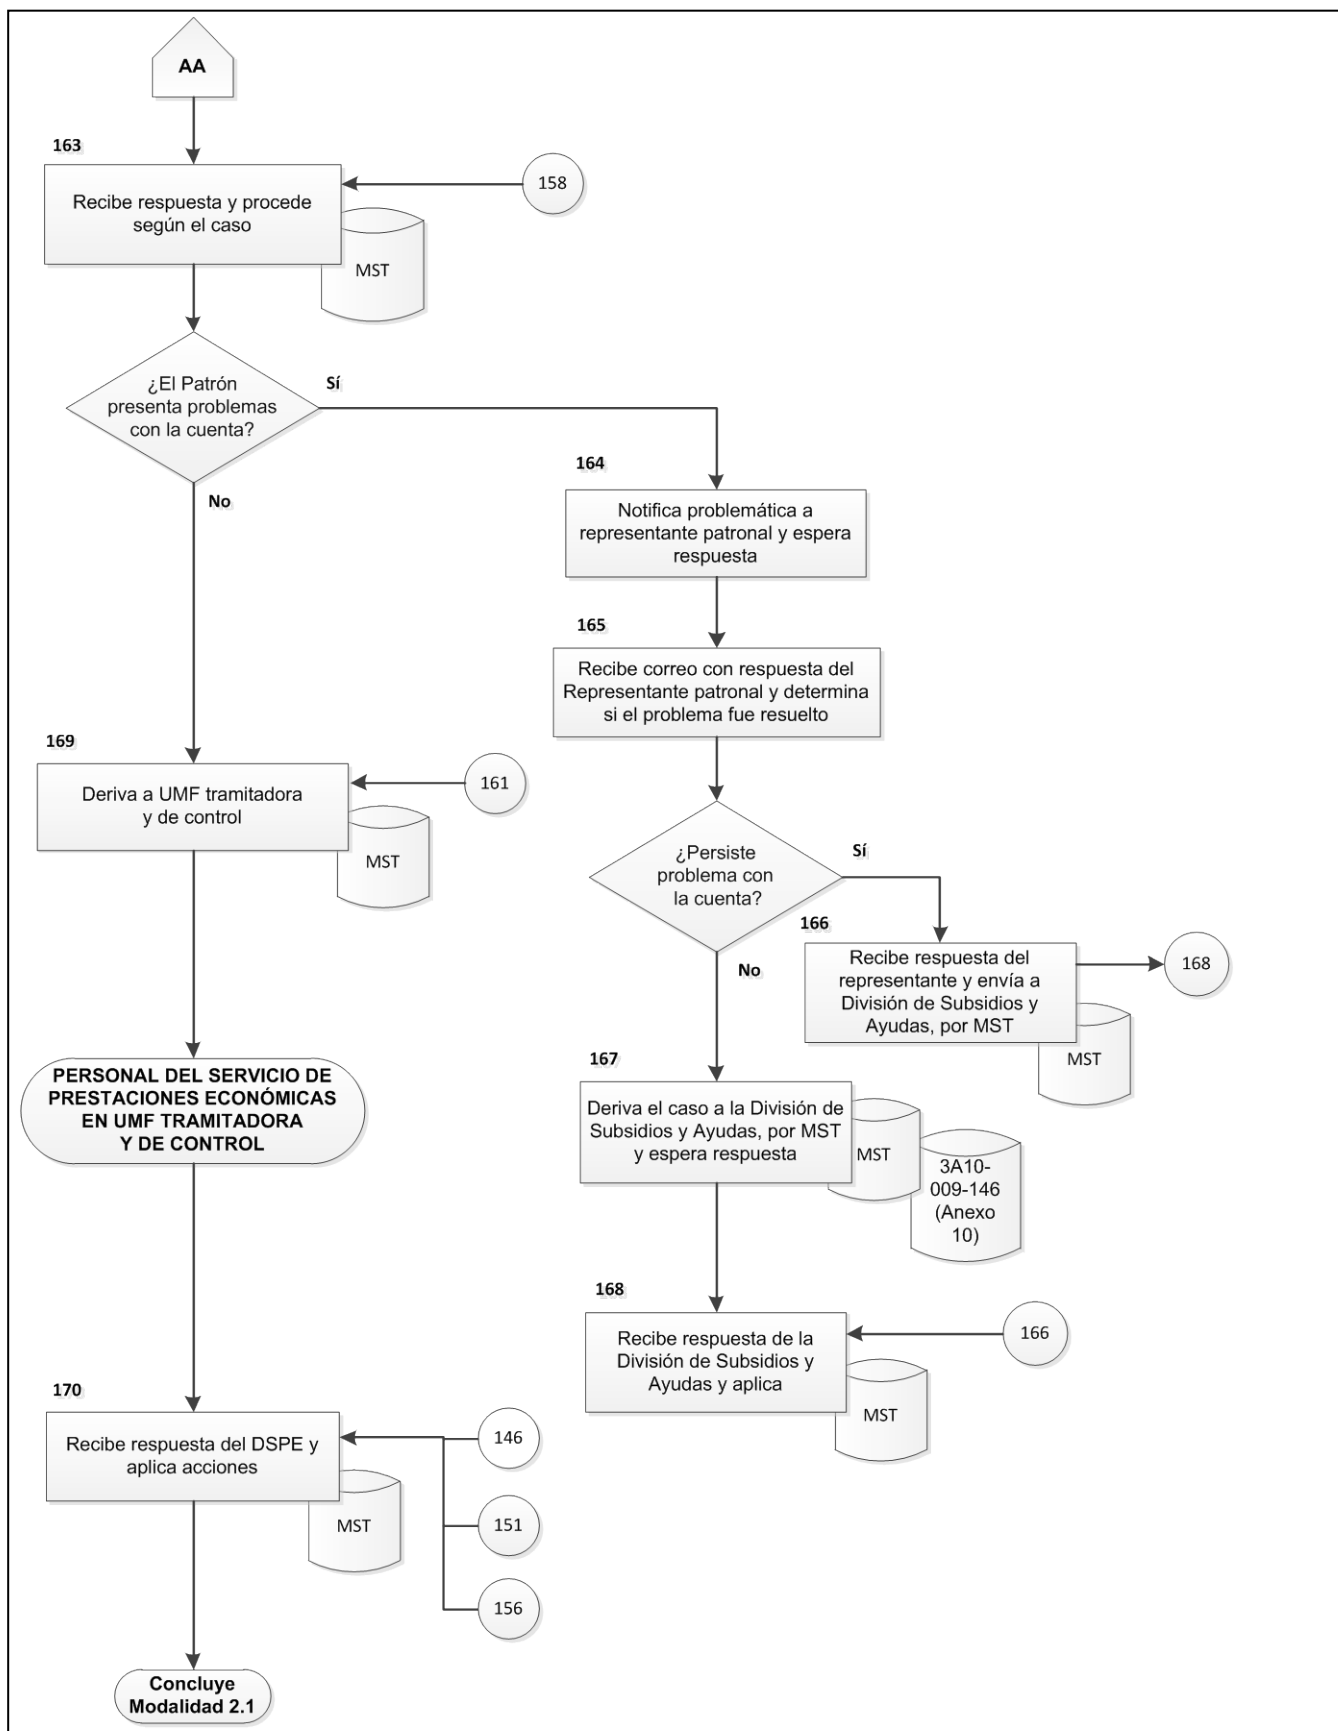 AA
163
Recibe respuesta y procede
según el caso
158
MST
¿El Patrón
presenta problemas
con la cuenta?
Sí
No
164
Notifica problemática a
representante patronal y espera
respuesta
165
Recibe correo con respuesta del
Representante patronal y determina
si el problema fue resuelto
169
Deriva a UMF tramitadora
y de control
161
MST
¿Persiste
problema con
la cuenta?
Sí
No
166
Recibe respuesta del
representante y envía a
División de Subsidios y
Ayudas, por MST
168
MST
PERSONAL DEL SERVICIO DE
PRESTACIONES ECONÓMICAS
EN UMF TRAMITADORA
Y DE CONTROL
167
Deriva el caso a la División de
Subsidios y Ayudas, por MST
y espera respuesta
MST
3A10-
009-146
(Anexo
10)
168
Recibe respuesta de la
División de Subsidios y
Ayudas y aplica
166
MST
170
Recibe respuesta del DSPE y
aplica acciones
MST
146
151
156
Concluye
Modalidad 2.1